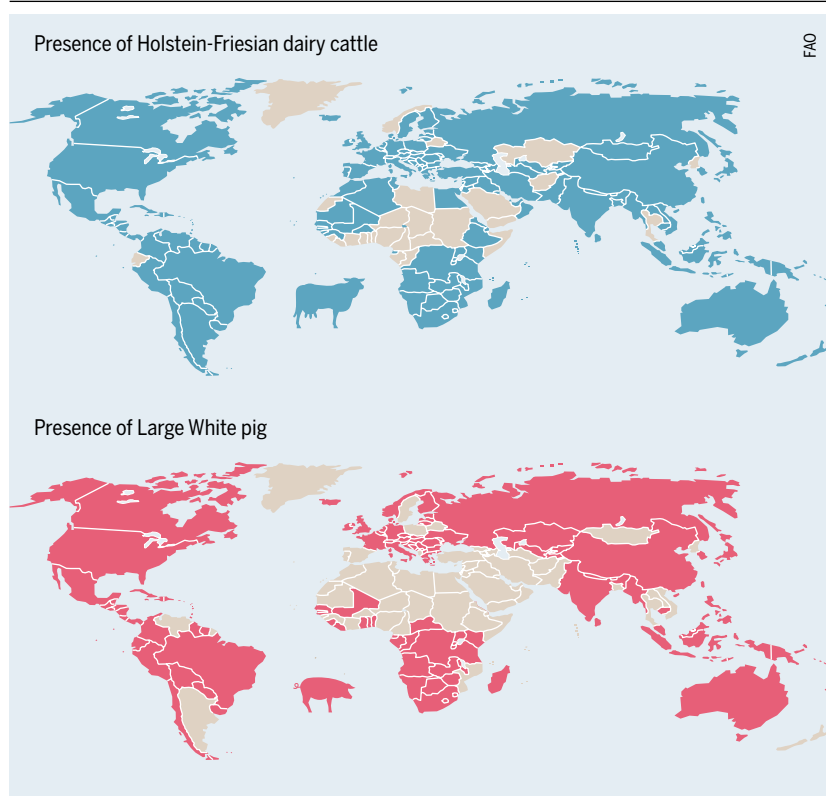 Presence of Holstein-Friesian dairy cattle
FAO
Presence of Large White pig